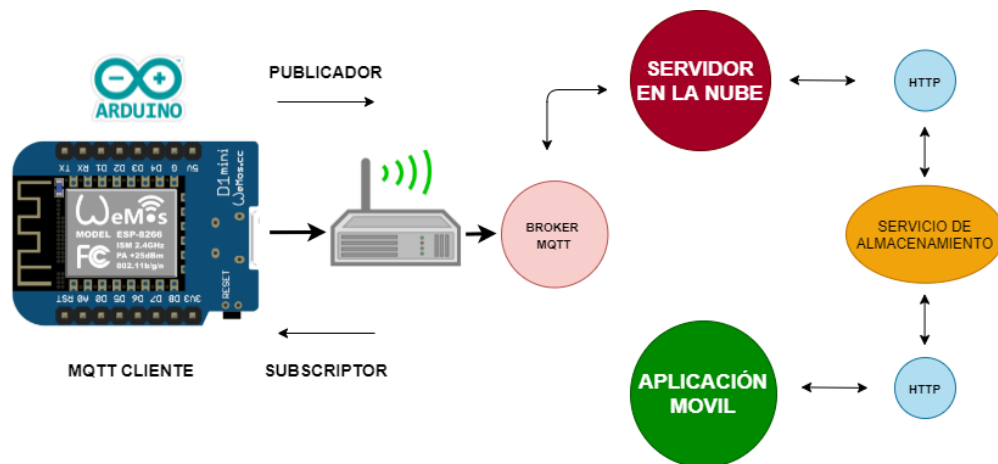 ARDUINO
PUBLICADOR
TX RX D1 D2 D3 D4 G 5V
D1 mini
WeMos.cc
WeMos
MODEL ESP-8266
ISM 2.4GHz
PA +25dBm
802.11b/g/n
FC
RESET
RST A0 D0 D5 D6 D7 D8 3V3
MQTT CLIENTE
SUBSCRIPTOR
BROKER
MQTT
SERVIDOR
EN LA NUBE
HTTP
SERVICIO DE
ALMACENAMIENTO
APLICACIÓN
MOVIL
HTTP